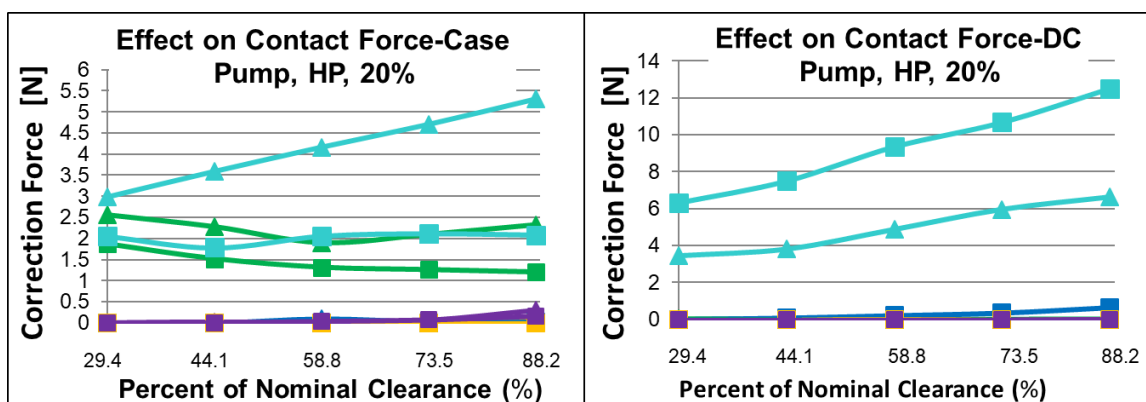 Effect on Contact Force-Case
Pump, HP, 20%
Correction Force [N]
6
5.5
5
4.5
4
3.5
3
2.5
2
1.5
1
0.5
0
29.4 44.1 58.8 73.5 88.2
Percent of Nominal Clearance (%)
Effect on Contact Force-DC
Pump, HP, 20%
Correction Force [N]
14
12
10
8
6
4
2
0
29.4 44.1 58.8 73.5 88.2
Percent of Nominal Clearance (%)